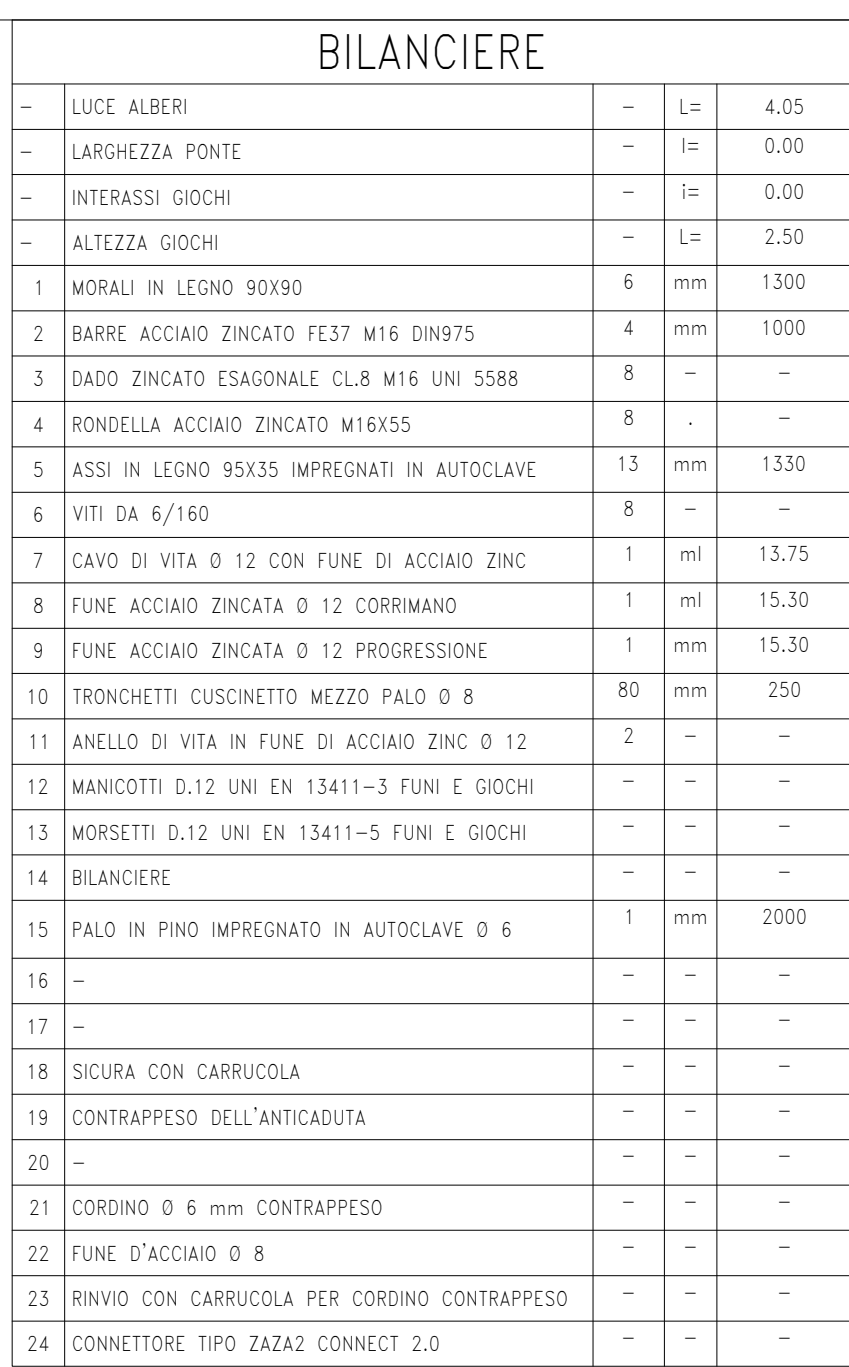 BILANCIERE
– LUCE ALBERI – L= 4.05
– LARGHEZZA PONTE – l= 0.00
– INTERASSI GIOCHI – i= 0.00
– ALTEZZA GIOCHI – L= 2.50
1 MORALI IN LEGNO 90X90 6 mm 1300
2 BARRE ACCIAIO ZINCATO FE37 M16 DIN975 4 mm 1000
3 DADO ZINCATO ESAGONALE CL.8 M16 UNI 5588 8 – –
4 RONDELLA ACCIAIO ZINCATO M16X55 8 . –
5 ASSI IN LEGNO 95X35 IMPREGNATI IN AUTOCLAVE 13 mm 1330
6 VITI DA 6/160 8 – –
7 CAVO DI VITA Ø 12 CON FUNE DI ACCIAIO ZINC 1 ml 13.75
8 FUNE ACCIAIO ZINCATA Ø 12 CORRIMANO 1 ml 15.30
9 FUNE ACCIAIO ZINCATA Ø 12 PROGRESSIONE 1 mm 15.30
10 TRONCHETTI CUSCINETTO MEZZO PALO Ø 8 80 mm 250
11 ANELLO DI VITA IN FUNE DI ACCIAIO ZINC Ø 12 2 – –
12 MANICOTTI D.12 UNI EN 13411–3 FUNI E GIOCHI – – –
13 MORSETTI D.12 UNI EN 13411–5 FUNI E GIOCHI – – –
14 BILANCIERE – – –
15 PALO IN PINO IMPREGNATO IN AUTOCLAVE Ø 6 1 mm 2000
16 – – – –
17 – – – –
18 SICURA CON CARRUCOLA – – –
19 CONTRAPPESO DELL'ANTICADUTA – – –
20 – – – –
21 CORDINO Ø 6 mm CONTRAPPESO – – –
22 FUNE D'ACCIAIO Ø 8 – – –
23 RINVIO CON CARRUCOLA PER CORDINO CONTRAPPESO – – –
24 CONNETTORE TIPO ZAZA2 CONNECT 2.0 – – –